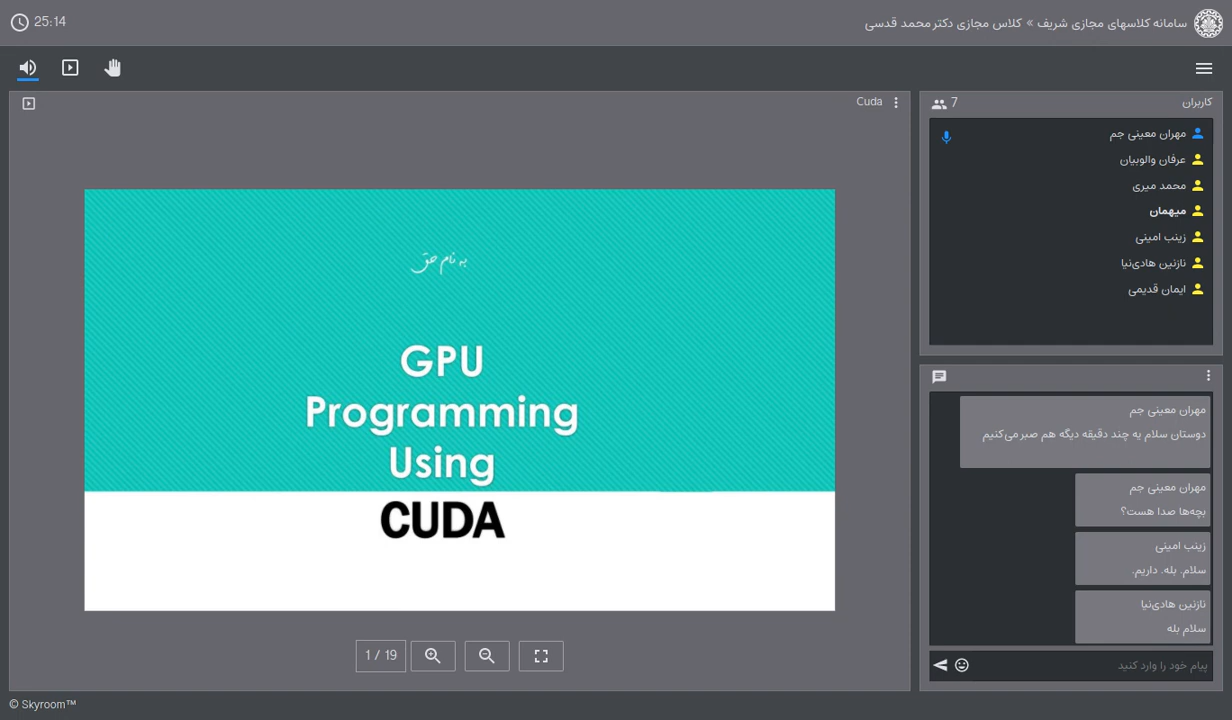 25:14
سامانه کلاسهای مجازی شریف » کلاس مجازی دکتر محمد قدسی
Cuda
به نام حق
GPU
Programming
Using
CUDA
1 / 19
7
کاربران
مهران معینی جم
عرفان والوبیان
محمد میری
میهمان
زینب امینی
نازنین هادی‌نیا
ایمان قدیمی
مهران معینی جم
دوستان سلام یه چند دقیقه دیگه هم صبر می‌کنیم
مهران معینی جم
بچه‌ها صدا هست؟
زینب امینی
سلام. بله. داریم.
نازنین هادی‌نیا
سلام بله
پیام خود را وارد کنید
© Skyroom™